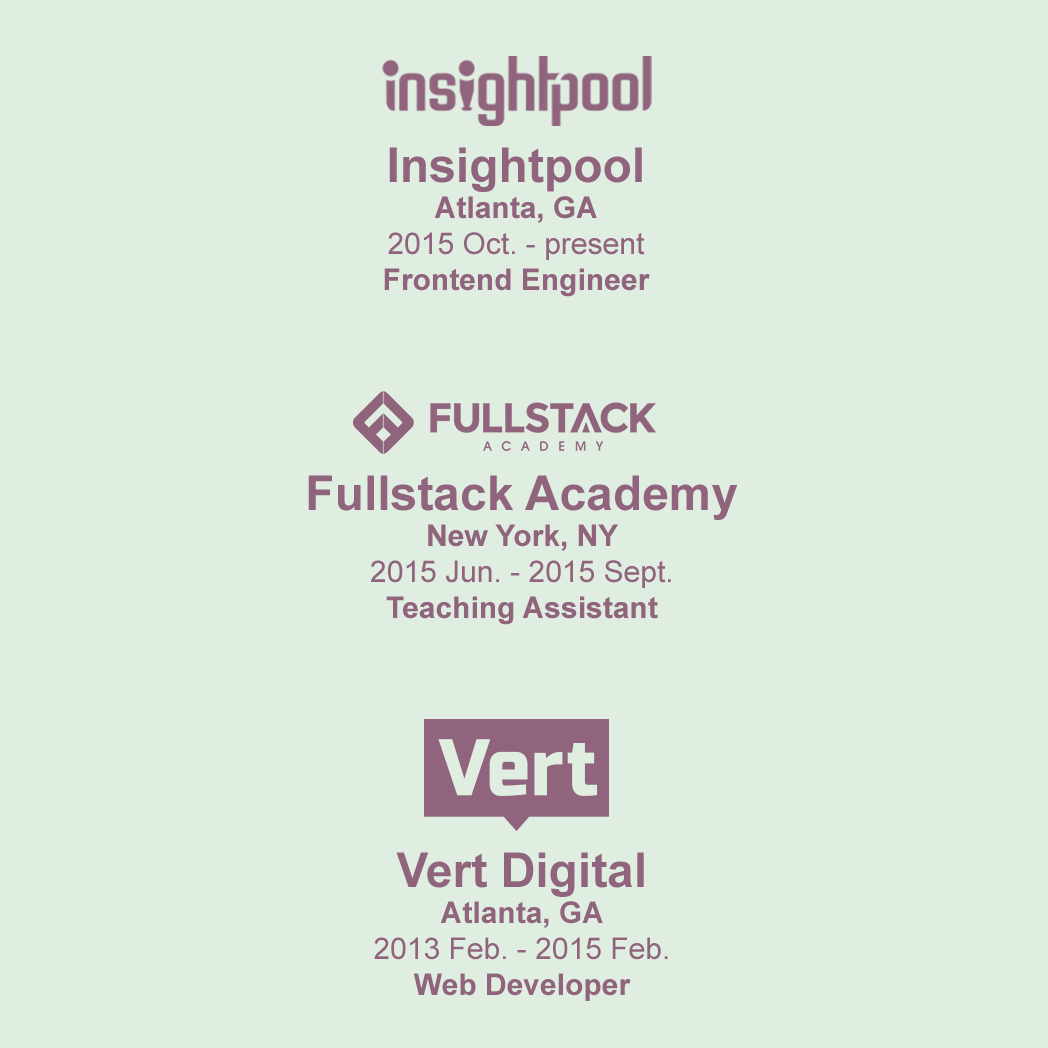 insightpool
Insightpool
Atlanta, GA
2015 Oct. - present
Frontend Engineer
FULLSTACK
ACADEMY
Fullstack Academy
New York, NY
2015 Jun. - 2015 Sept.
Teaching Assistant
Vert
Vert Digital
Atlanta, GA
2013 Feb. - 2015 Feb.
Web Developer